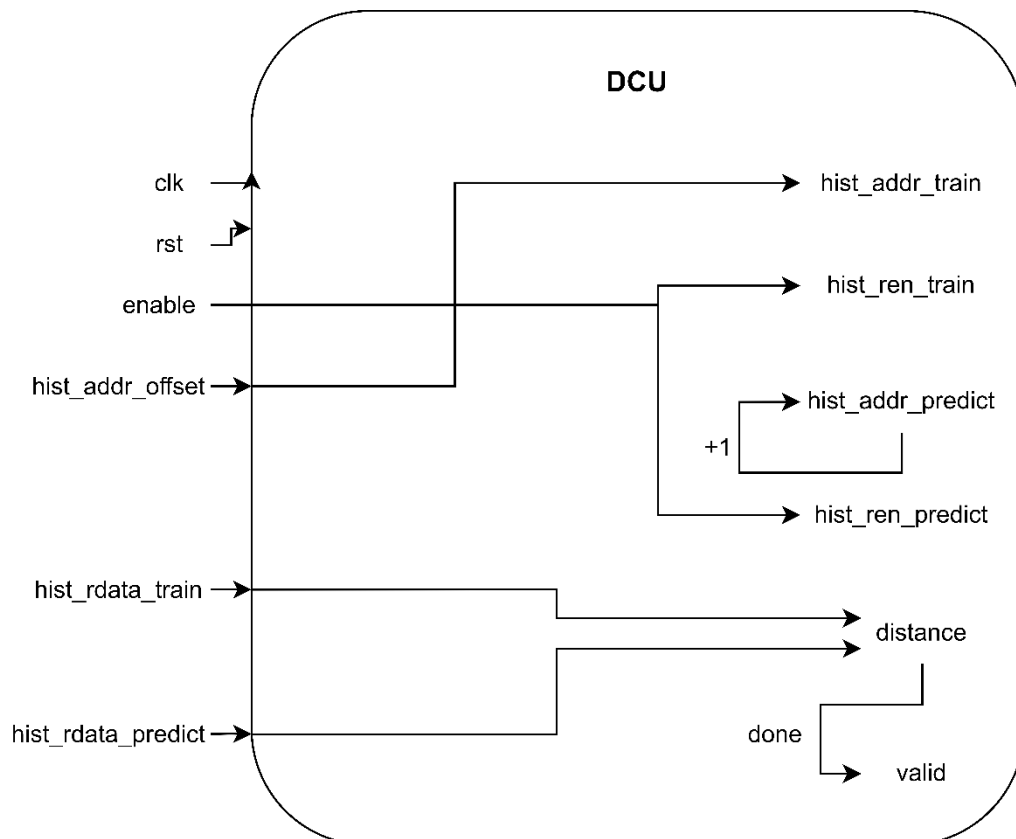 DCU
clk
hist_addr_train
rst
hist_ren_train
enable
hist_addr_offset
hist_addr_predict
+1
hist_ren_predict
hist_rdata_train
distance
hist_rdata_predict
done
valid